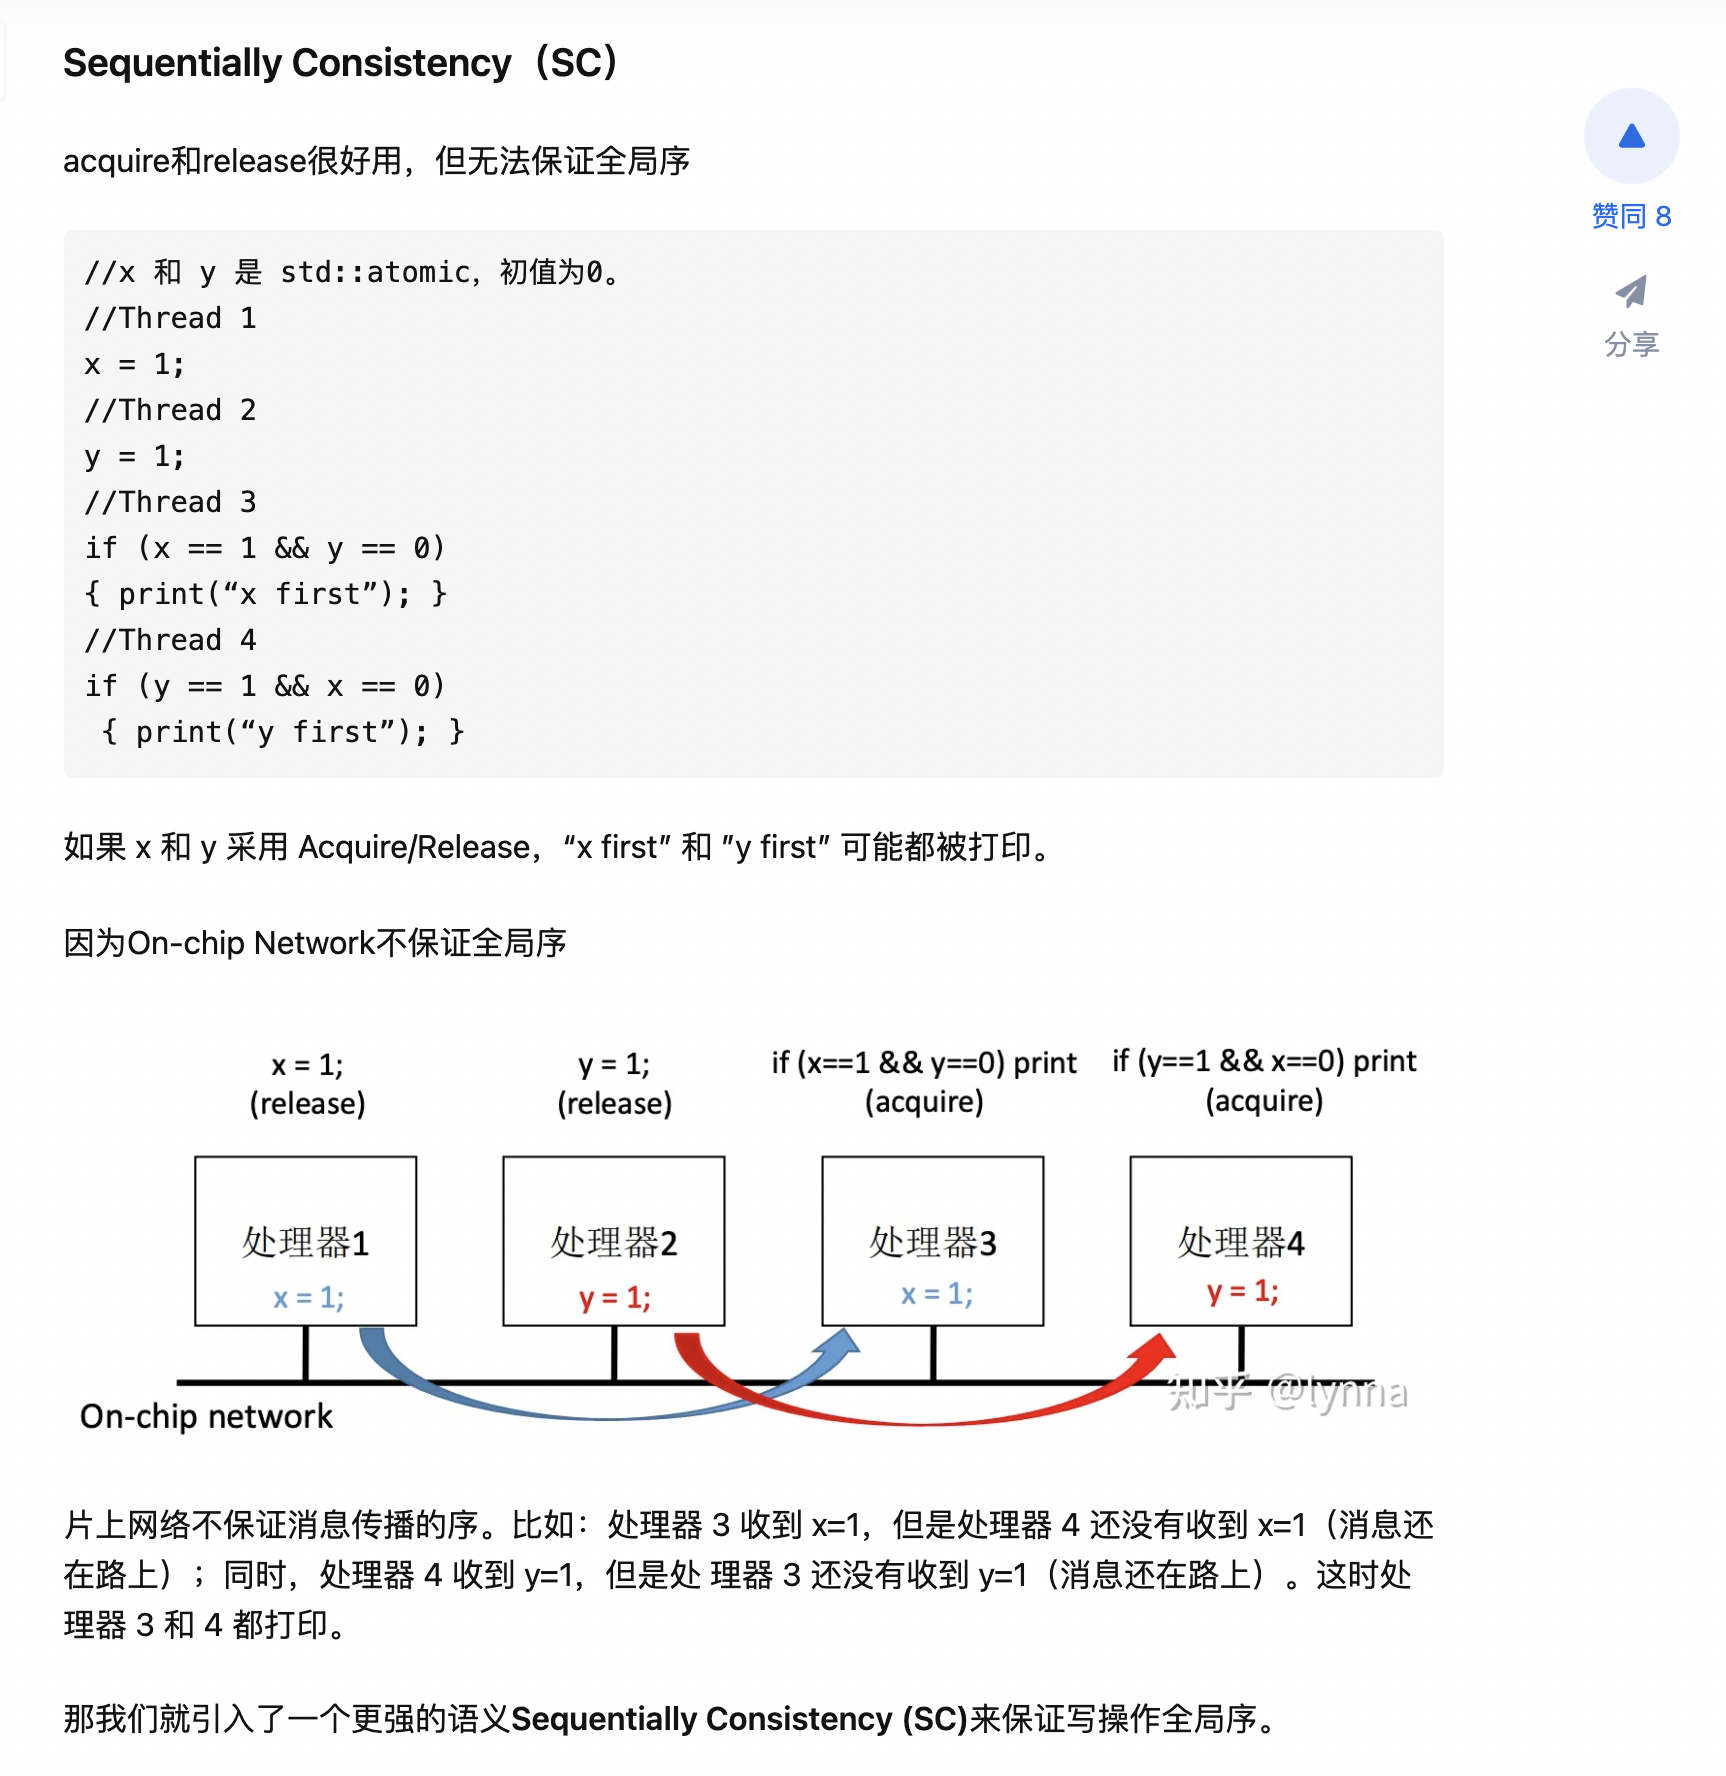 Sequentially Consistency（SC）
acquire和release很好用，但无法保证全局序
赞同 8
分享
//x 和 y 是 std::atomic，初值为0。
//Thread 1
x = 1;
//Thread 2
y = 1;
//Thread 3
if (x == 1 && y == 0)
{ print(“x first”); }
//Thread 4
if (y == 1 && x == 0)
{ print(“y first”); }
如果 x 和 y 采用 Acquire/Release，“x first” 和 ”y first” 可能都被打印。
因为On-chip Network不保证全局序
x = 1;
(release)
y = 1;
(release)
if (x==1 && y==0) print
(acquire)
if (y==1 && x==0) print
(acquire)
处理器1
x = 1;
处理器2
y = 1;
处理器3
x = 1;
处理器4
y = 1;
On-chip network
知乎 @lynna
片上网络不保证消息传播的序。比如：处理器 3 收到 x=1，但是处理器 4 还没有收到 x=1（消息还
在路上）；同时，处理器 4 收到 y=1，但是处 理器 3 还没有收到 y=1（消息还在路上）。这时处
理器 3 和 4 都打印。
那我们就引入了一个更强的语义Sequentially Consistency (SC)来保证写操作全局序。